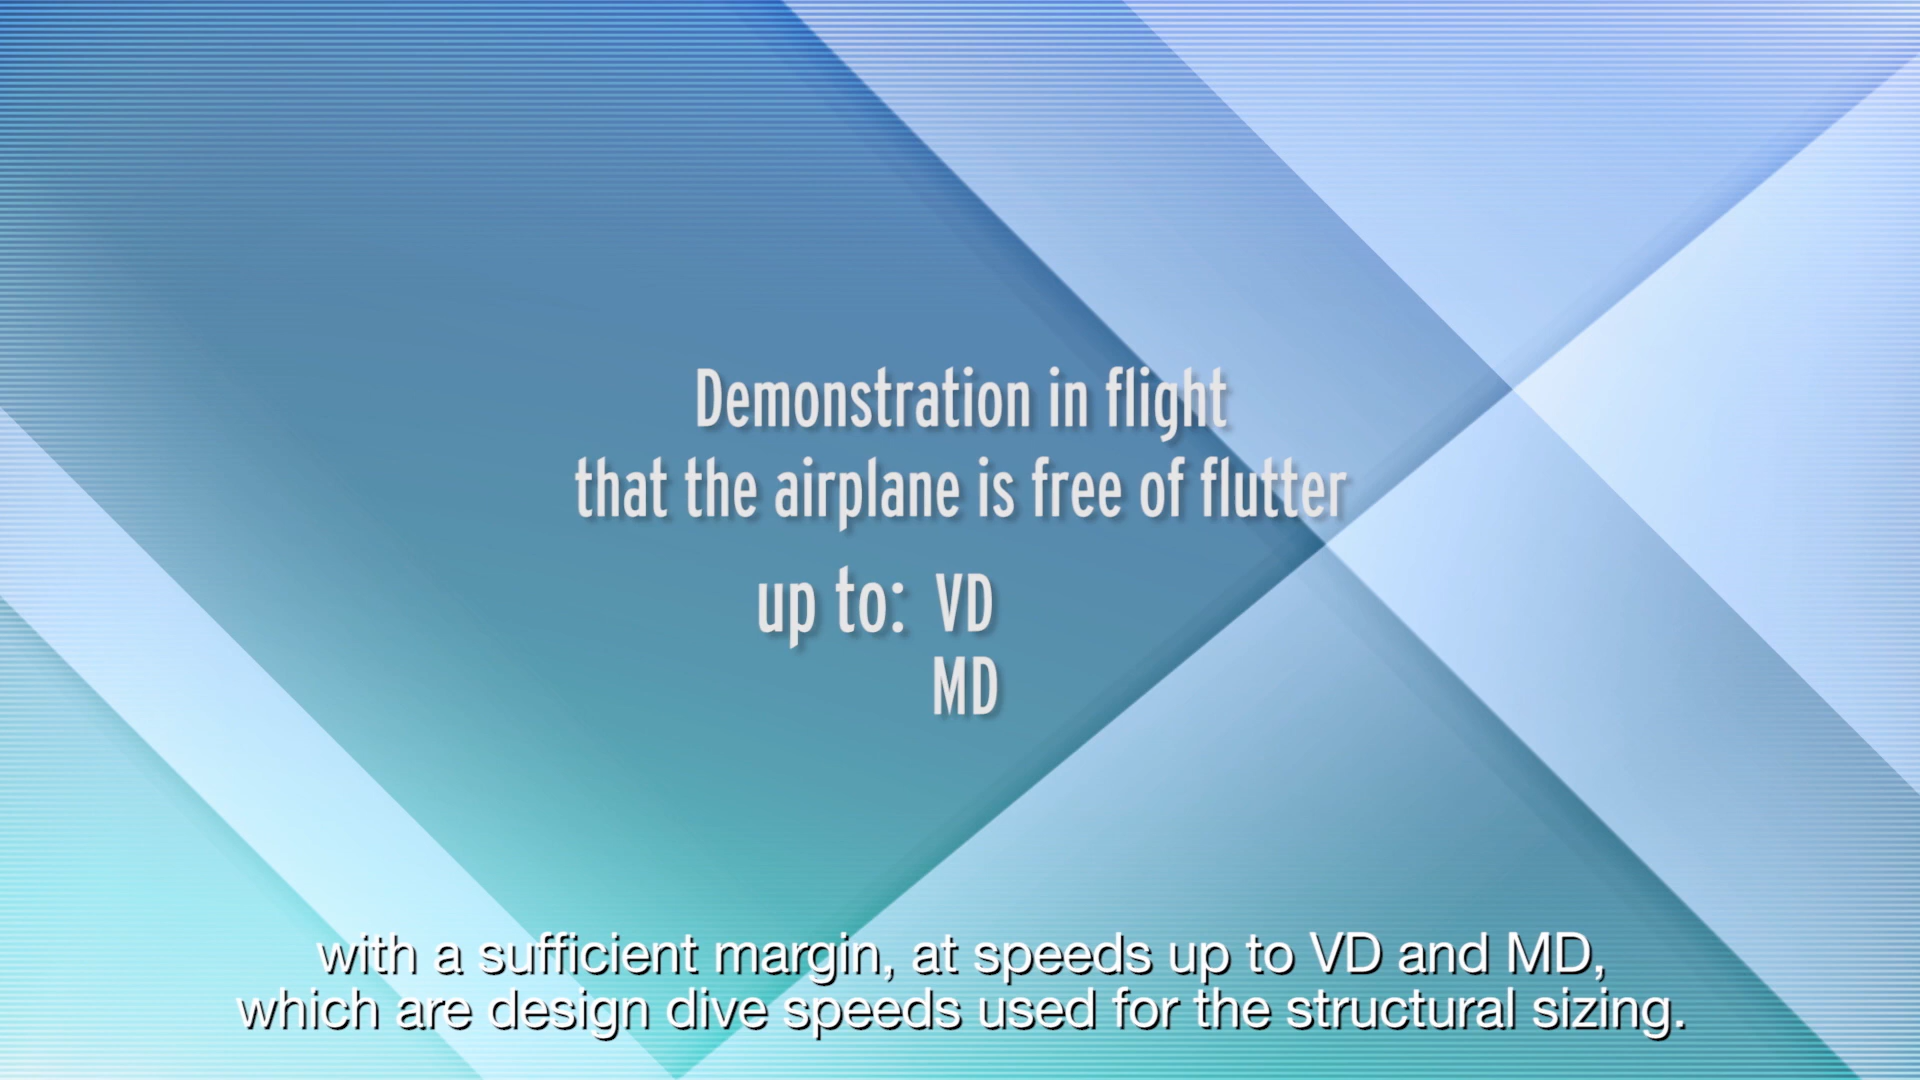 Demonstration in flight
that the airplane is free of flutter
up to: VD
MD
with a sufficient margin, at speeds up to VD and MD,
which are design dive speeds used for the structural sizing.